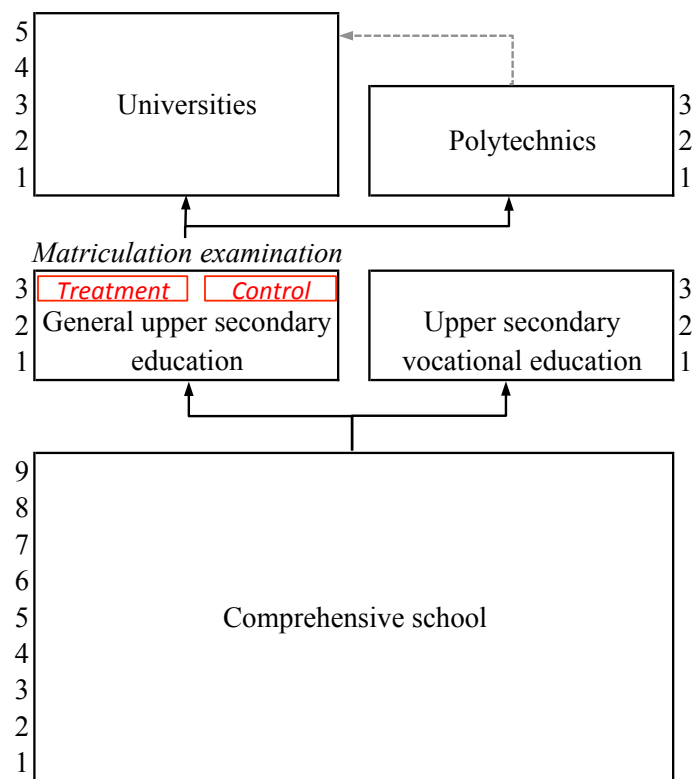 5
4
3
2
1
Universities
Polytechnics
3
2
1
Matriculation examination
3
2
1
Treatment
Control
General upper secondary
education
Upper secondary
vocational education
3
2
1
9
8
7
6
5
4
3
2
1
Comprehensive school